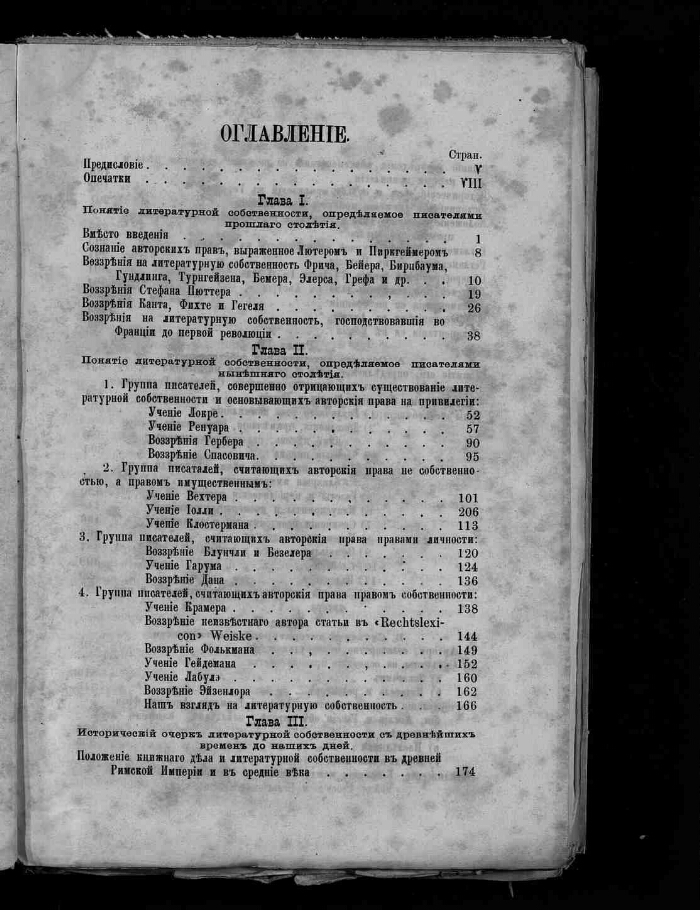 ОГЛАВЛЕНІЕ.
Стран.
Предисловіе . . . . . . . . . . . . . . . . V
Опечатки . . . . . . . . . . . . . . . . VIII
Глава I.
Понятіе литературной собственности, опредѣляемое писателями
прошлаго столѣтія.
Вмѣсто введенія . . . . . . . . . . . . . . 1
Сознаніе авторскихъ правъ, выраженное Лютеромъ и Пиркгеймеромъ 8
Воззрѣнія на литературную собственность Фрича, Бейера, Бирнбаума,
Гундлинга, Турнгейзена, Бемера, Элерса, Грефа и др. . . 10
Воззрѣнія Стефана Пюттера . . . . . . . . . . 19
Воззрѣнія Канта, Фихте и Гегеля . . . . . . . . . 26
Воззрѣнія на литературную собственность, господствовавшія во
Франціи до первой революціи . . . . . . . . . 38
Глава II.
Понятіе литературной собственности, опредѣляемое писателями
нынѣшняго столѣтія.
1. Группа писателей, совершенно отрицающихъ существованіе лите-
ратурной собственности и основывающихъ авторскія права на привилегіи:
Ученіе Локре . . . . . . . . . . 52
Ученіе Ренуара . . . . . . . . . . 57
Воззрѣнія Гербера . . . . . . . . . 90
Воззрѣніе Спасовича . . . . . . . . . 95
2. Группа писаталей, считающихъ авторскія права не собственно-
стью, а правомъ имущественнымъ:
Ученіе Вехтера . . . . . . . . . . 101
Ученіе Іолли . . . . . . . . . . . 206
Ученіе Клостермана . . . . . . . . . 113
3. Группа писателей, считающихъ авторскія права правами личности:
Воззрѣніе Блунчли и Безелера . . . . . . 120
Ученіе Гарума . . . . . . . . . . 124
Воззрѣніе Дана . . . . . . . . . . 136
4. Группа писателей, считающихъ авторскія права правомъ собственности:
Ученіе Крамера . . . . . . . . . . 138
Воззрѣніе неизвѣстнаго автора статьи въ «Rechtslexi-
con» Weiske . . . . . . . . . . 144
Воззрѣніе Фолькмана . . . . . . . . . 149
Ученіе Гейдемана . . . . . . . . . 152
Ученіе Лабулэ . . . . . . . . . . 160
Воззрѣніе Эйзенлора . . . . . . . . . 162
Нашъ взглядъ на литературную собственность . . . 166
Глава III.
Историческій очеркъ литературной собственности съ древнѣйшихъ
временъ до нашихъ дней.
Положеніе книжнаго дѣла и литературной собственности въ древней
Римской Имперіи и въ средніе вѣка . . . . . . . 174